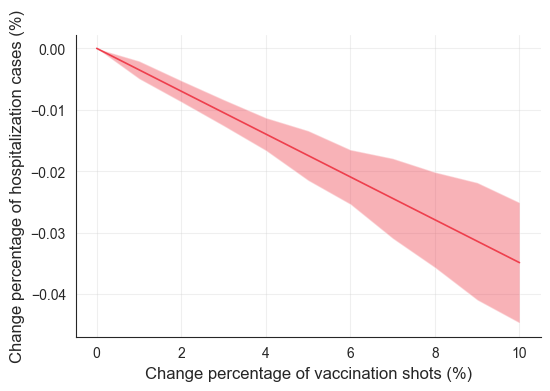 Change percentage of hospitalization cases (%)
0.00
−0.01
−0.02
−0.03
−0.04
0 2 4 6 8 10
Change percentage of vaccination shots (%)